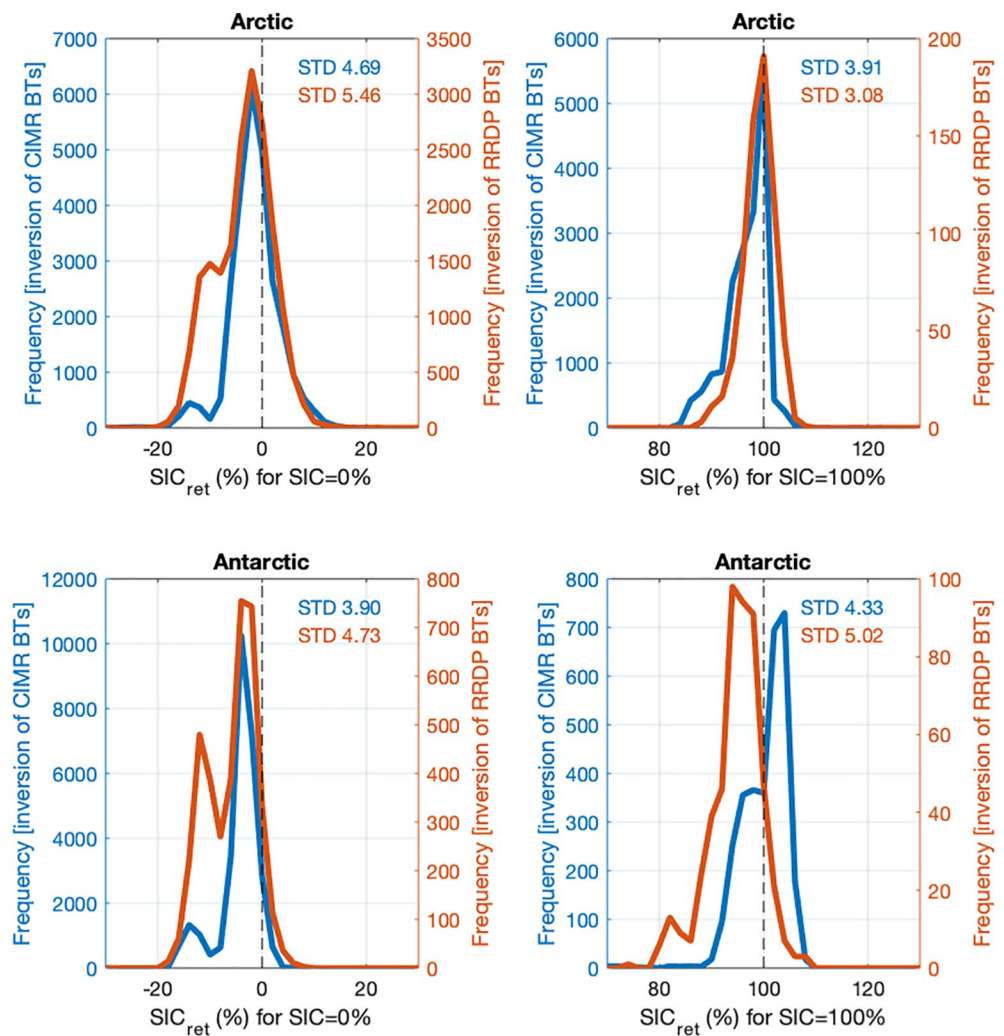 Arctic
7000
6000
5000
4000
3000
2000
1000
0
Frequency [inversion of CIMR BTs]
STD 4.69
STD 5.46
3500
3000
2500
2000
1500
1000
500
0
Frequency [inversion of RRDP BTs]
-20 0 20
SICret (%) for SIC=0%
Arctic
6000
5000
4000
3000
2000
1000
0
Frequency [inversion of CIMR BTs]
STD 3.91
STD 3.08
200
150
100
50
0
Frequency [inversion of RRDP BTs]
80 100 120
SICret (%) for SIC=100%
Antarctic
12000
10000
8000
6000
4000
2000
0
Frequency [inversion of CIMR BTs]
STD 3.90
STD 4.73
800
700
600
500
400
300
200
100
0
Frequency [inversion of RRDP BTs]
-20 0 20
SICret (%) for SIC=0%
Antarctic
800
700
600
500
400
300
200
100
0
Frequency [inversion of CIMR BTs]
STD 4.33
STD 5.02
100
80
60
40
20
0
Frequency [inversion of RRDP BTs]
80 100 120
SICret (%) for SIC=100%